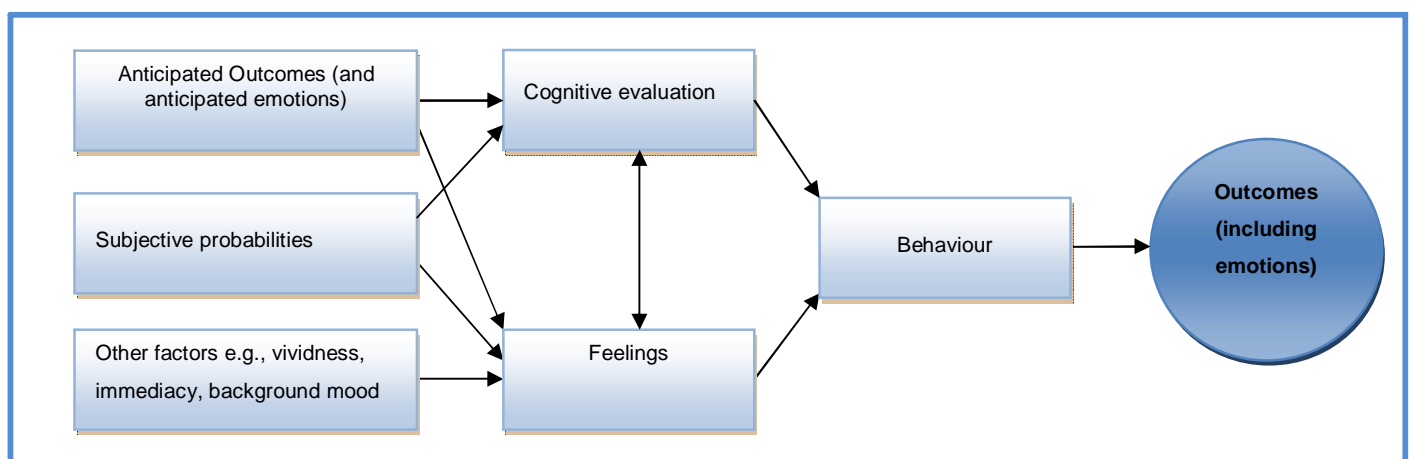 Anticipated Outcomes (and
anticipated emotions)
Cognitive evaluation
Subjective probabilities
Behaviour
Outcomes
(including
emotions)
Other factors e.g., vividness,
immediacy, background mood
Feelings